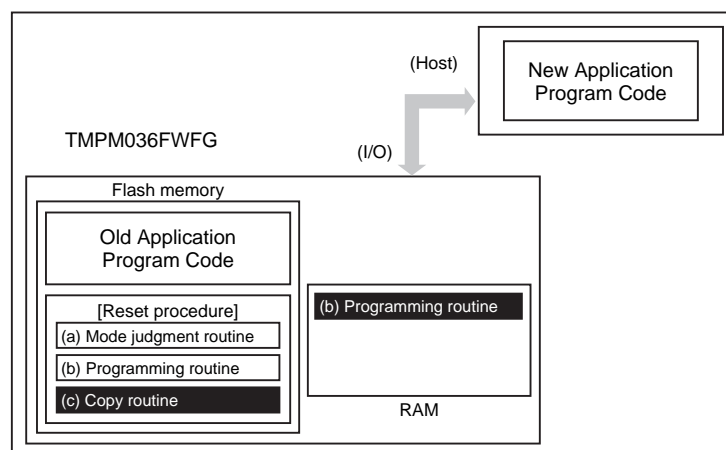 (Host)
New Application
Program Code
TMPM036FWFG
(I/O)
Flash memory
Old Application
Program Code
[Reset procedure]
(a) Mode judgment routine
(b) Programming routine
(c) Copy routine
(b) Programming routine
RAM